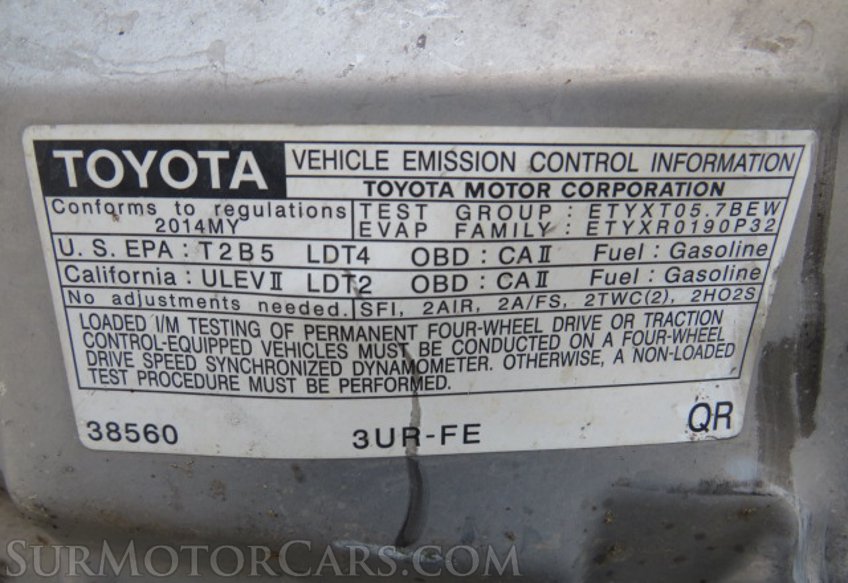 TOYOTA VEHICLE EMISSION CONTROL INFORMATION
TOYOTA MOTOR CORPORATION
Conforms to regulations TEST GROUP : ETYXT05.7BEW
2014MY EVAP FAMILY : ETYXR0190P32
U.S. EPA : T2B5 LDT4 OBD : CAⅡ Fuel : Gasoline
California : ULEVⅡ LDT2 OBD : CAⅡ Fuel : Gasoline
No adjustments needed. SFI, 2AIR, 2A/FS, 2TWC(2), 2HO2S
LOADED I/M TESTING OF PERMANENT FOUR-WHEEL DRIVE OR TRACTION
CONTROL-EQUIPPED VEHICLES MUST BE CONDUCTED ON A FOUR-WHEEL
DRIVE SPEED SYNCHRONIZED DYNAMOMETER. OTHERWISE, A NON-LOADED
TEST PROCEDURE MUST BE PERFORMED.
38560 3UR-FE QR
SURMOTORCARS.COM